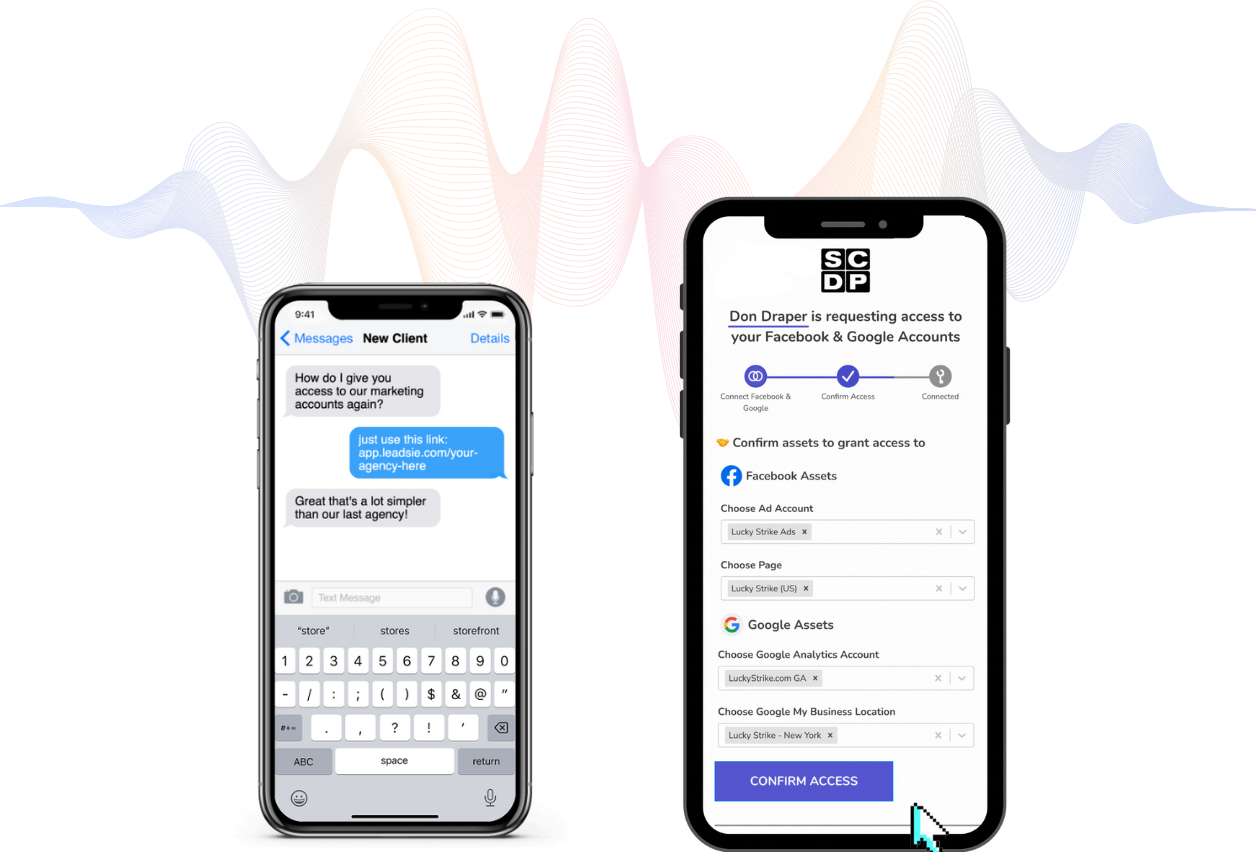 9:41
Messages
New Client
Details
How do I give you
access to our marketing
accounts again?
just use this link:
app.leadsie.com/your-
agency-here
Great that's a lot simpler
than our last agency!
Text Message
"store"
stores
storefront
1 2 3 4 5 6 7 8 9 0
- / : ; ( ) $ & @ "
#+= . , ? ! '
ABC
space
return
SC
DP
Don Draper is requesting access to
your Facebook & Google Accounts
Connect Facebook &
Google
Confirm Access
Connected
Confirm assets to grant access to
Facebook Assets
Choose Ad Account
Lucky Strike Ads ×
Choose Page
Lucky Strike (US) ×
Google Assets
Choose Google Analytics Account
LuckyStrike.com GA ×
Choose Google My Business Location
Lucky Strike - New York ×
CONFIRM ACCESS